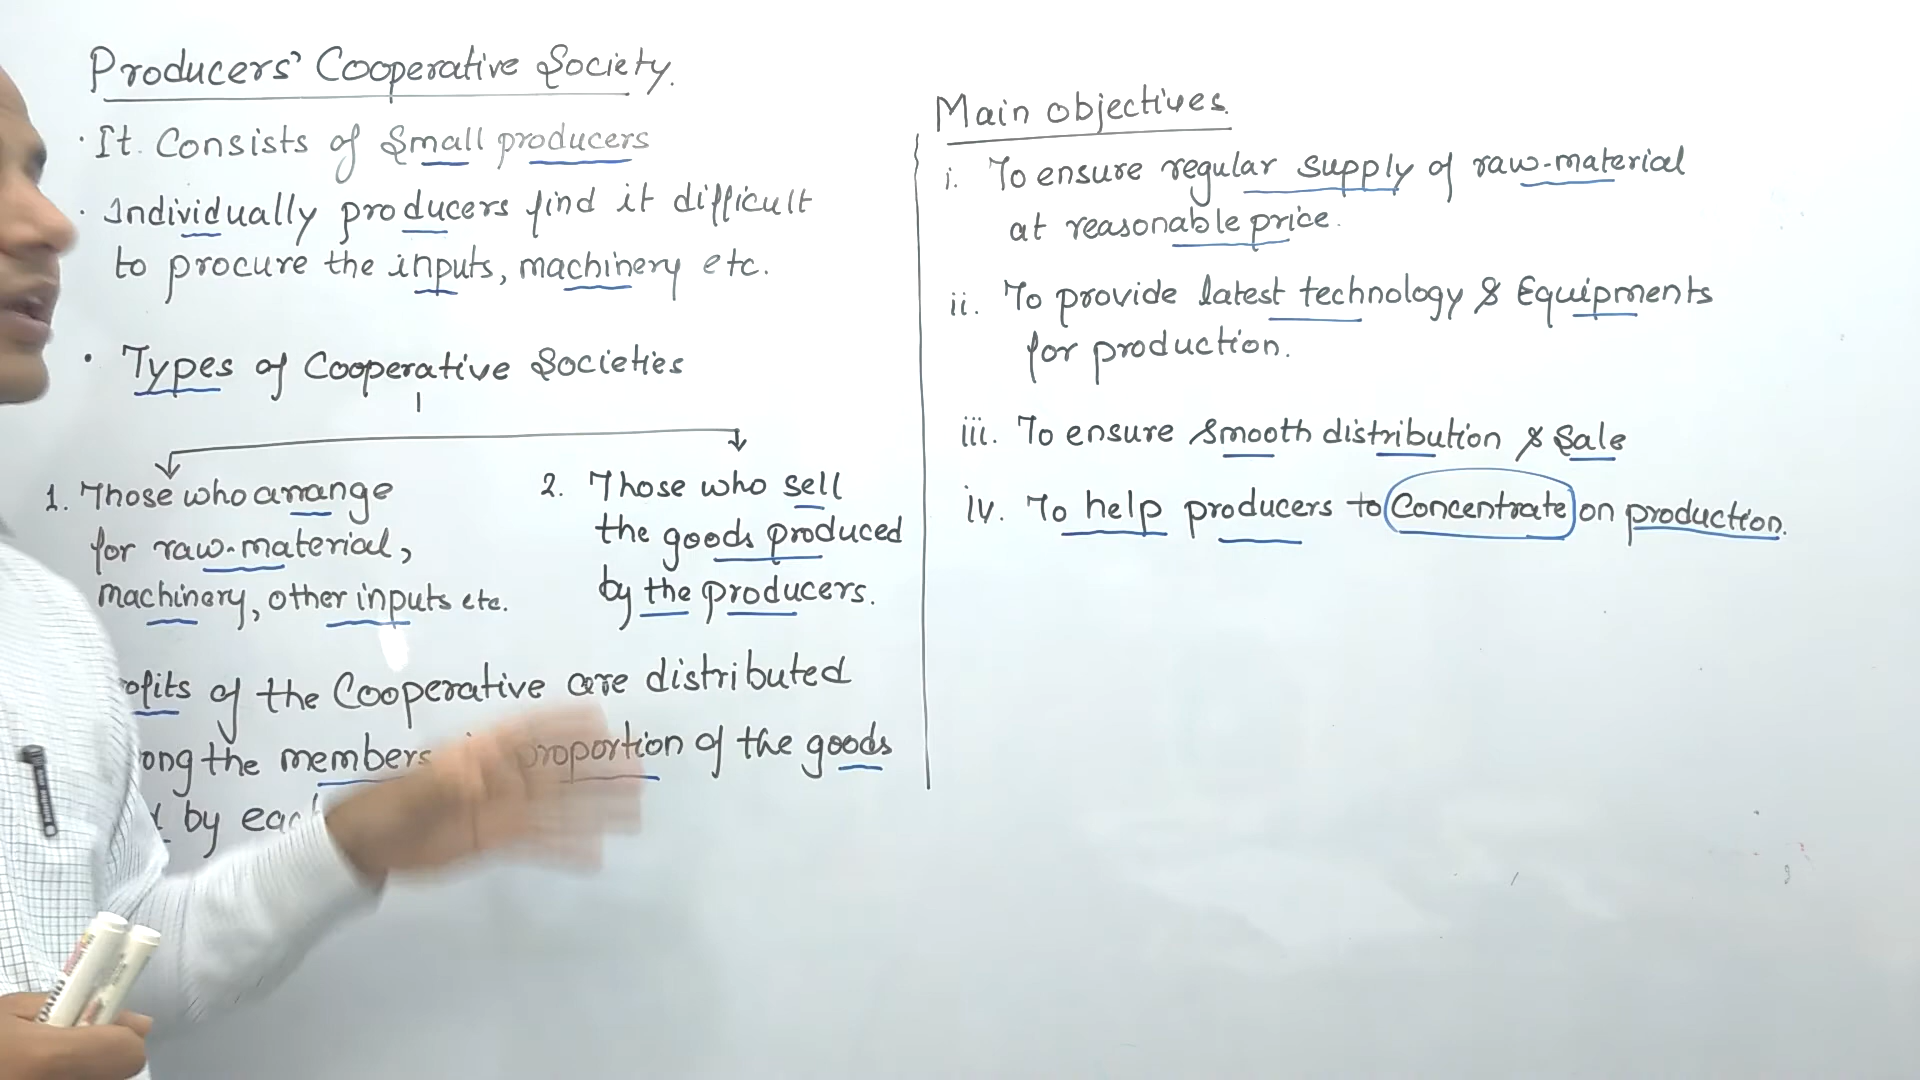 Producers' Cooperative Society.
· It. Consists of Small producers
· Individually producers find it difficult
to procure the inputs, machinery etc.
· Types of Cooperative Societies
1. Those who arrange
for raw-material,
machinery, other inputs etc.
2. Those who sell
the goods produced
by the producers.
ofits of the Cooperative are distributed
ong the members proportion of the goods
by eac
Main objectives.
i. To ensure regular supply of raw-material
at reasonable price.
ii. To provide latest technology & Equipments
for production.
iii. To ensure smooth distribution & Sale
iv. To help producers to Concentrate on production.